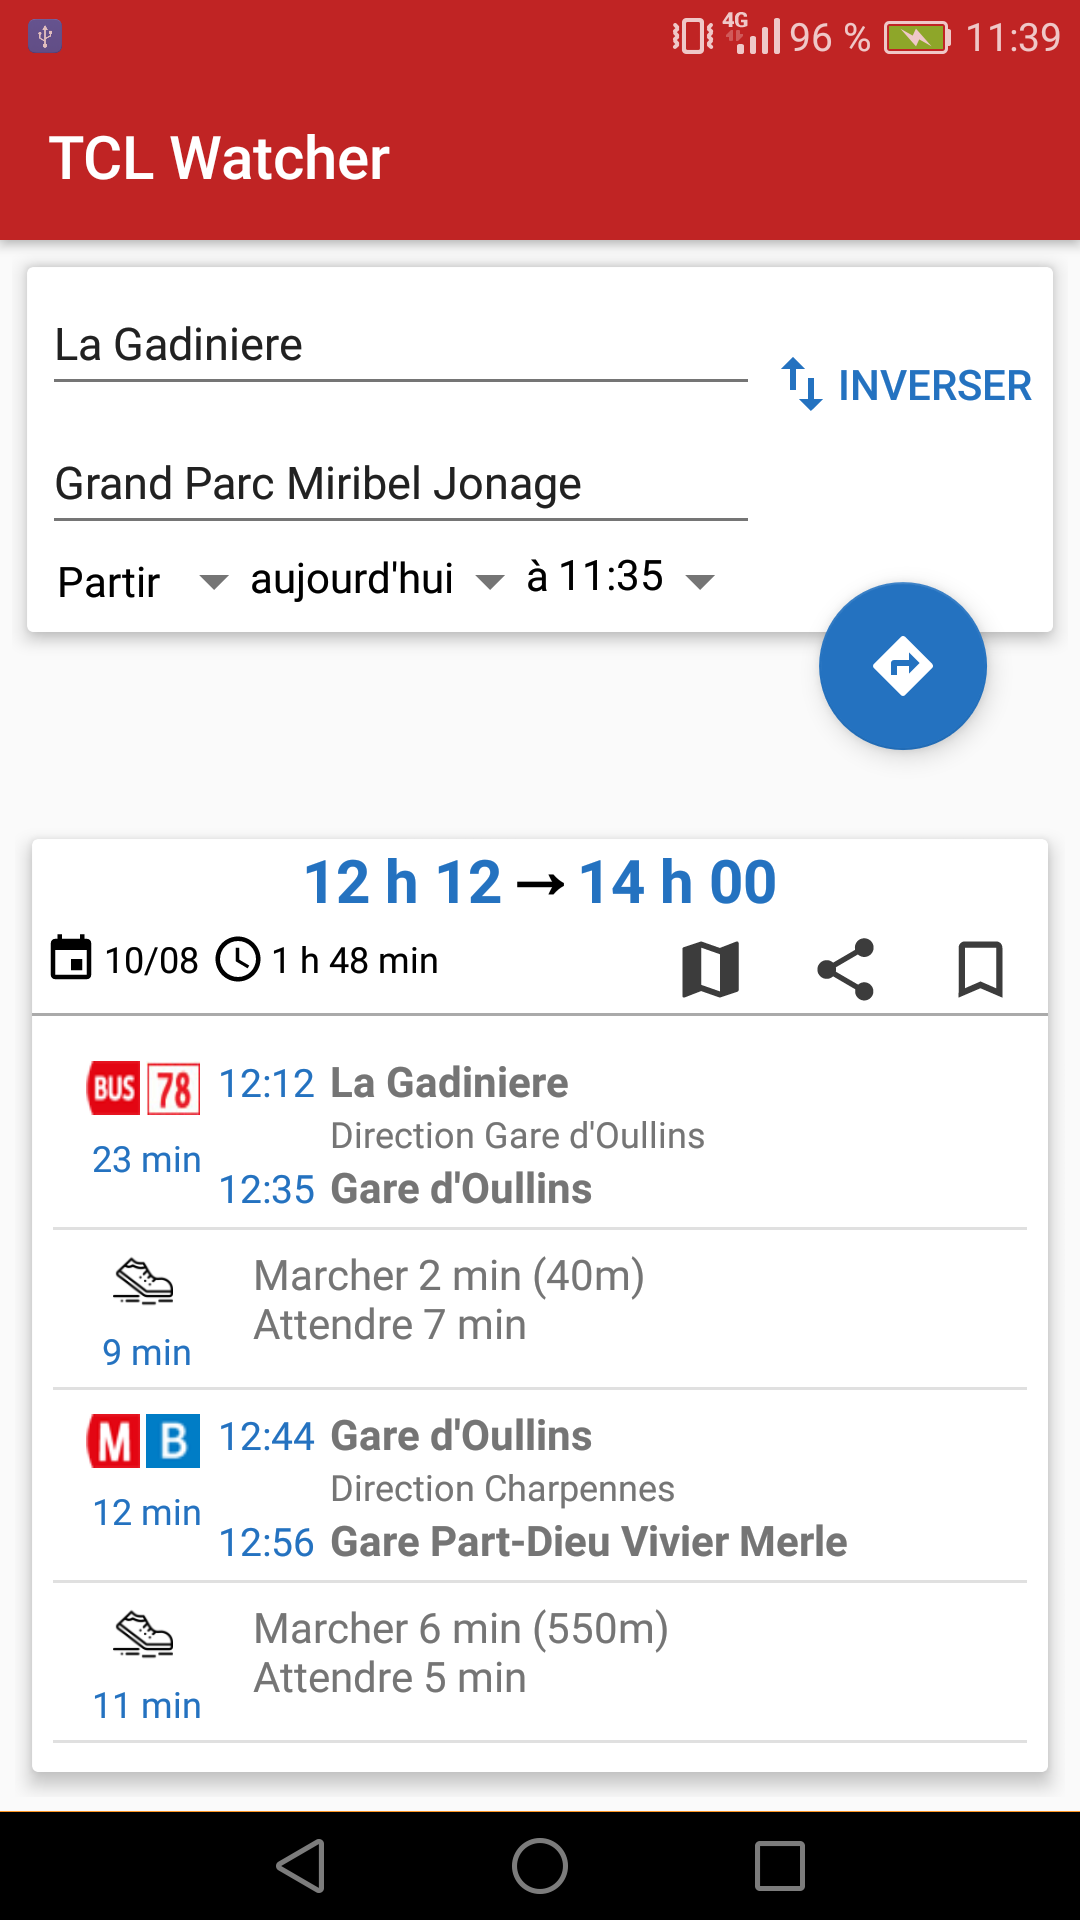 4G 96 % 11:39
TCL Watcher
La Gadiniere
INVERSER
Grand Parc Miribel Jonage
Partir aujourd'hui à 11:35
12 h 12 → 14 h 00
10/08 1 h 48 min
BUS 78 12:12 La Gadiniere
Direction Gare d'Oullins
23 min
12:35 Gare d'Oullins
Marcher 2 min (40m)
Attendre 7 min
9 min
M B 12:44 Gare d'Oullins
Direction Charpennes
12 min
12:56 Gare Part-Dieu Vivier Merle
Marcher 6 min (550m)
Attendre 5 min
11 min